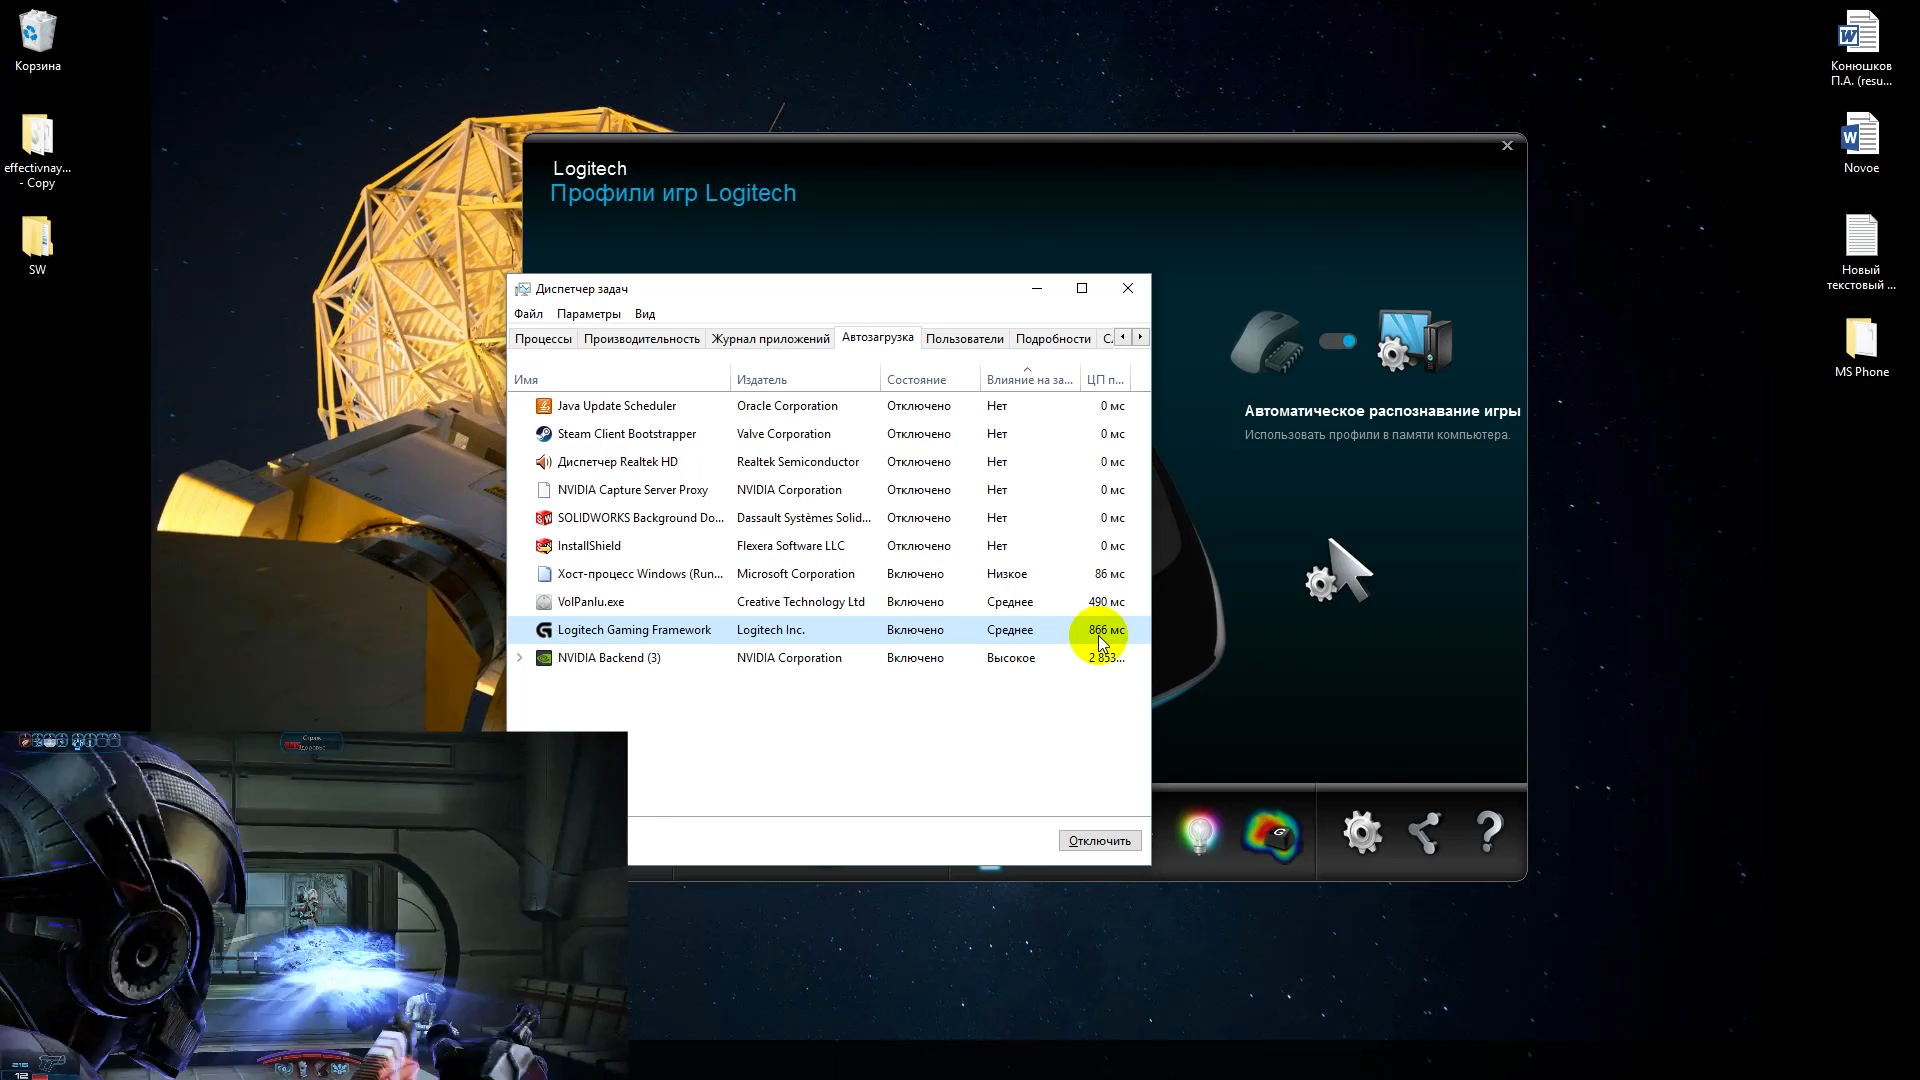 Корзина
effectivnay...
- Copy
SW
Конюшков
П.А. (resu...
Novoe
Новый
текстовый ...
MS Phone
Logitech
Профили игр Logitech
Автоматическое распознавание игры
Использовать профили в памяти компьютера.
Диспетчер задач
Файл Параметры Вид
Процессы Производительность Журнал приложений Автозагрузка Пользователи Подробности С.
Имя Издатель Состояние Влияние на за... ЦП п...
Java Update Scheduler Oracle Corporation Отключено Нет 0 мс
Steam Client Bootstrapper Valve Corporation Отключено Нет 0 мс
Диспетчер Realtek HD Realtek Semiconductor Отключено Нет 0 мс
NVIDIA Capture Server Proxy NVIDIA Corporation Отключено Нет 0 мс
SOLIDWORKS Background Do... Dassault Systèmes Solid... Отключено Нет 0 мс
InstallShield Flexera Software LLC Отключено Нет 0 мс
Хост-процесс Windows (Run... Microsoft Corporation Включено Низкое 86 мс
VolPanlu.exe Creative Technology Ltd Включено Среднее 490 мс
Logitech Gaming Framework Logitech Inc. Включено Среднее 866 мс
NVIDIA Backend (3) NVIDIA Corporation Включено Высокое 2 853...
Отключить
Страж
Здоровье
216
12